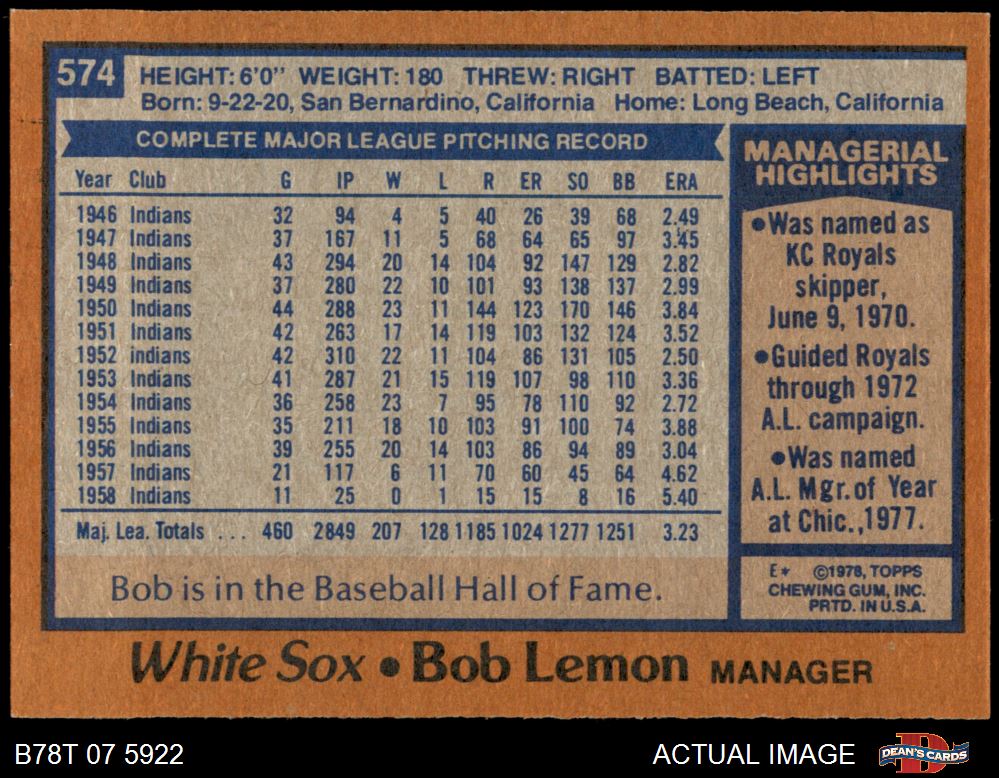 574
HEIGHT: 6'0" WEIGHT: 180 THREW: RIGHT BATTED: LEFT
Born: 9-22-20, San Bernardino, California Home: Long Beach, California
COMPLETE MAJOR LEAGUE PITCHING RECORD
Year Club G IP W L R ER SO BB ERA
1946 Indians 32 94 4 5 40 26 39 68 2.49
1947 Indians 37 167 11 5 68 64 65 97 3.45
1948 Indians 43 294 20 14 104 92 147 129 2.82
1949 Indians 37 280 22 10 101 93 138 137 2.99
1950 Indians 44 288 23 11 144 123 170 146 3.84
1951 Indians 42 263 17 14 119 103 132 124 3.52
1952 Indians 42 310 22 11 104 86 131 105 2.50
1953 Indians 41 287 21 15 119 107 98 110 3.36
1954 Indians 36 258 23 7 95 78 110 92 2.72
1955 Indians 35 211 18 10 103 91 100 74 3.88
1956 Indians 39 255 20 14 103 86 94 89 3.04
1957 Indians 21 117 6 11 70 60 45 64 4.62
1958 Indians 11 25 0 1 15 15 8 16 5.40
Maj. Lea. Totals ... 460 2849 207 128 1185 1024 1277 1251 3.23
Bob is in the Baseball Hall of Fame.
MANAGERIAL
HIGHLIGHTS
•Was named as
KC Royals
skipper,
June 9, 1970.
•Guided Royals
through 1972
A.L. campaign.
•Was named
A.L. Mgr. of Year
at Chic., 1977.
E* ©1978, TOPPS
CHEWING GUM, INC.
PRTD. IN U.S.A.
White Sox • Bob Lemon MANAGER
B78T 07 5922 ACTUAL IMAGE
D
DEAN'S CARDS